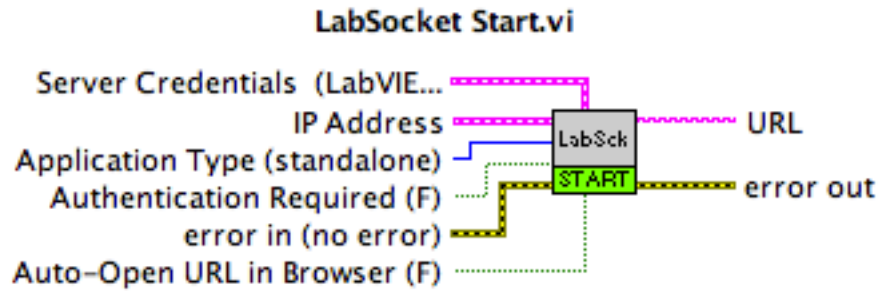 LabSocket Start.vi
Server Credentials (LabVIE...
IP Address
Application Type (standalone)
Authentication Required (F)
error in (no error)
Auto-Open URL in Browser (F)
LabSck
START
URL
error out